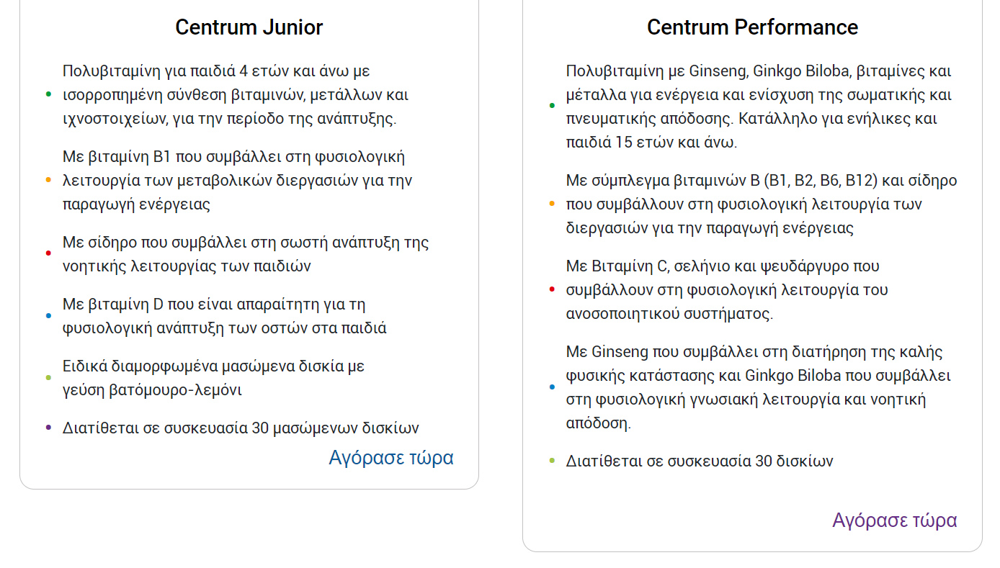 Centrum Junior
Πολυβιταμίνη για παιδιά 4 ετών και άνω με
ισορροπημένη σύνθεση βιταμινών, μετάλλων και
ιχνοστοιχείων, για την περίοδο της ανάπτυξης.
Με βιταμίνη Β1 που συμβάλλει στη φυσιολογική
λειτουργία των μεταβολικών διεργασιών για την
παραγωγή ενέργειας
Με σίδηρο που συμβάλλει στη σωστή ανάπτυξη της
νοητικής λειτουργίας των παιδιών
Με βιταμίνη D που είναι απαραίτητη για τη
φυσιολογική ανάπτυξη των οστών στα παιδιά
Ειδικά διαμορφωμένα μασώμενα δισκία με
γεύση βατόμουρο-λεμόνι
Διατίθεται σε συσκευασία 30 μασώμενων δισκίων
Αγόρασε τώρα
Centrum Performance
Πολυβιταμίνη με Ginseng, Ginkgo Biloba, βιταμίνες και
μέταλλα για ενέργεια και ενίσχυση της σωματικής και
πνευματικής απόδοσης. Κατάλληλο για ενήλικες και
παιδιά 15 ετών και άνω.
Με σύμπλεγμα βιταμινών Β (Β1, Β2, Β6, Β12) και σίδηρο
που συμβάλλουν στη φυσιολογική λειτουργία των
διεργασιών για την παραγωγή ενέργειας
Με Βιταμίνη C, σελήνιο και ψευδάργυρο που
συμβάλλουν στη φυσιολογική λειτουργία του
ανοσοποιητικού συστήματος.
Με Ginseng που συμβάλλει στη διατήρηση της καλής
φυσικής κατάστασης και Ginkgo Biloba που συμβάλλει
στη φυσιολογική γνωσιακή λειτουργία και νοητική
απόδοση.
Διατίθεται σε συσκευασία 30 δισκίων
Αγόρασε τώρα